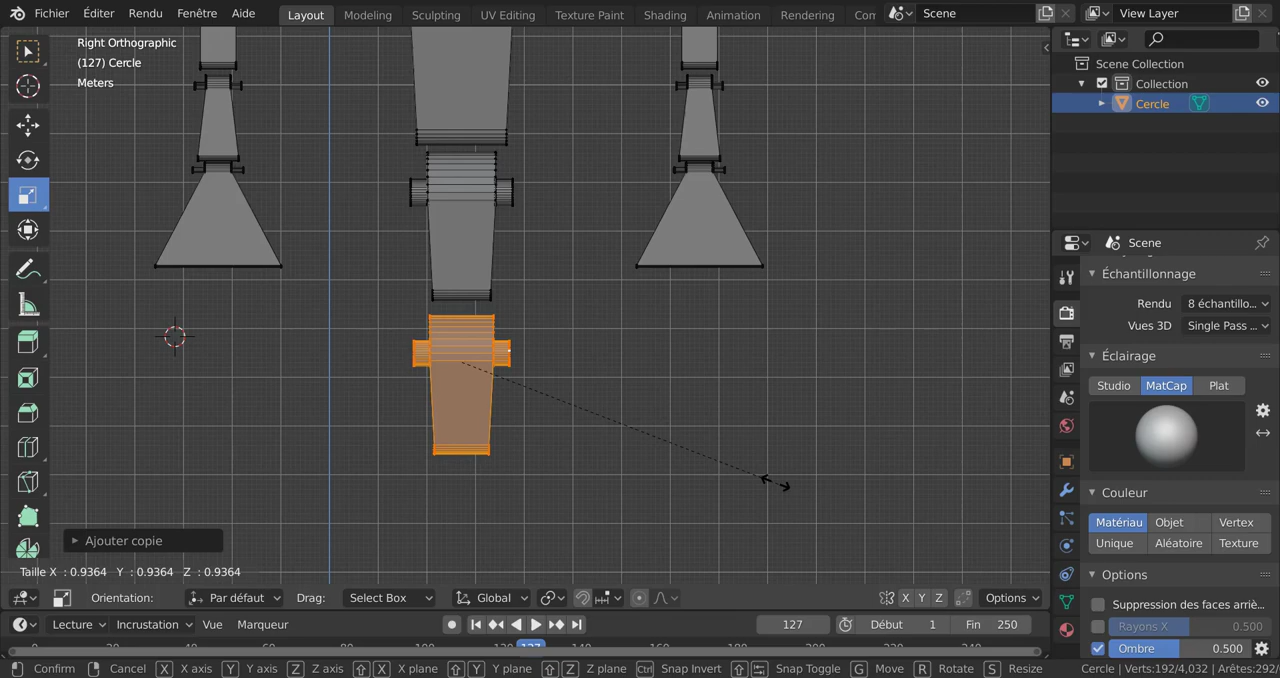 Fichier Éditer Rendu Fenêtre Aide Layout Modeling Sculpting UV Editing Texture Paint Shading Animation Rendering Com Scene View Layer
Right Orthographic
(127) Cercle
Meters
Scene Collection
Collection
Cercle
Scene
Échantillonnage
Rendu 8 échantillo...
Vues 3D Single Pass ...
Éclairage
Studio MatCap Plat
Couleur
Matériau Objet Vertex
Unique Aléatoire Texture
Options
Suppression des faces arriè...
Rayons X 0.500
Ombre 0.500
Ajouter copie
Taille X : 0.9364 Y : 0.9364 Z : 0.9364
Orientation: Par défaut Drag: Select Box Global X Y Z Options
Lecture Incrustation Vue Marqueur 127 Début 1 Fin 250
127
Confirm Cancel X X axis Y Y axis Z Z axis X X plane Y Y plane Z Z plane Ctrl Snap Invert Snap Toggle G Move R Rotate S Resize Cercle | Verts:192/4,032 | Arêtes:292/